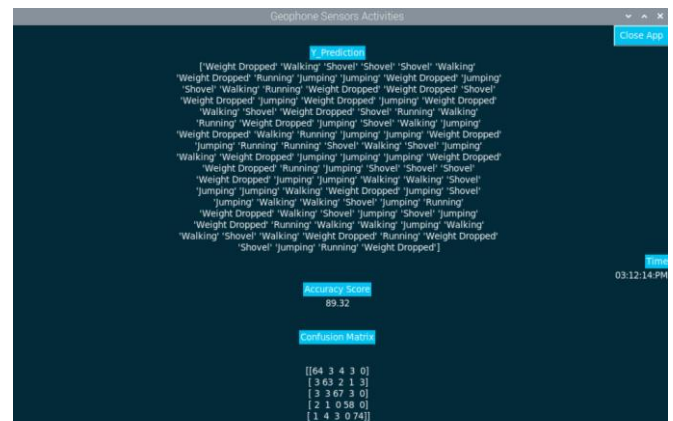 Geophone Sensors Activities
Close App
Y_Prediction
['Weight Dropped' 'Walking' 'Shovel' 'Shovel' 'Shovel' 'Walking'
'Weight Dropped' 'Running' 'Jumping' 'Jumping' 'Weight Dropped' 'Jumping'
'Shovel' 'Walking' 'Running' 'Weight Dropped' 'Weight Dropped' 'Shovel'
'Weight Dropped' 'Jumping' 'Weight Dropped' 'Jumping' 'Weight Dropped'
'Walking' 'Shovel' 'Weight Dropped' 'Shovel' 'Running' 'Walking'
'Running' 'Weight Dropped' 'Jumping' 'Shovel' 'Walking' 'Jumping'
'Weight Dropped' 'Walking' 'Running' 'Jumping' 'Jumping' 'Weight Dropped'
'Jumping' 'Running' 'Running' 'Shovel' 'Walking' 'Shovel' 'Jumping'
'Walking' 'Weight Dropped' 'Jumping' 'Jumping' 'Jumping' 'Weight Dropped'
'Weight Dropped' 'Running' 'Jumping' 'Shovel' 'Shovel' 'Shovel'
'Weight Dropped' 'Jumping' 'Jumping' 'Walking' 'Walking' 'Shovel'
'Jumping' 'Jumping' 'Walking' 'Weight Dropped' 'Jumping' 'Shovel'
'Jumping' 'Walking' 'Walking' 'Shovel' 'Jumping' 'Running'
'Weight Dropped' 'Walking' 'Shovel' 'Jumping' 'Shovel' 'Jumping'
'Weight Dropped' 'Running' 'Walking' 'Walking' 'Jumping' 'Walking'
'Walking' 'Shovel' 'Walking' 'Weight Dropped' 'Running' 'Weight Dropped'
'Shovel' 'Jumping' 'Running' 'Weight Dropped']
Time
03:12:14:PM
Accuracy Score
89.32
Confusion Matrix
[[64 3 4 3 0]
[ 3 63 2 1 3]
[ 3 3 67 3 0]
[ 2 1 0 58 0]
[ 1 4 3 0 74]]